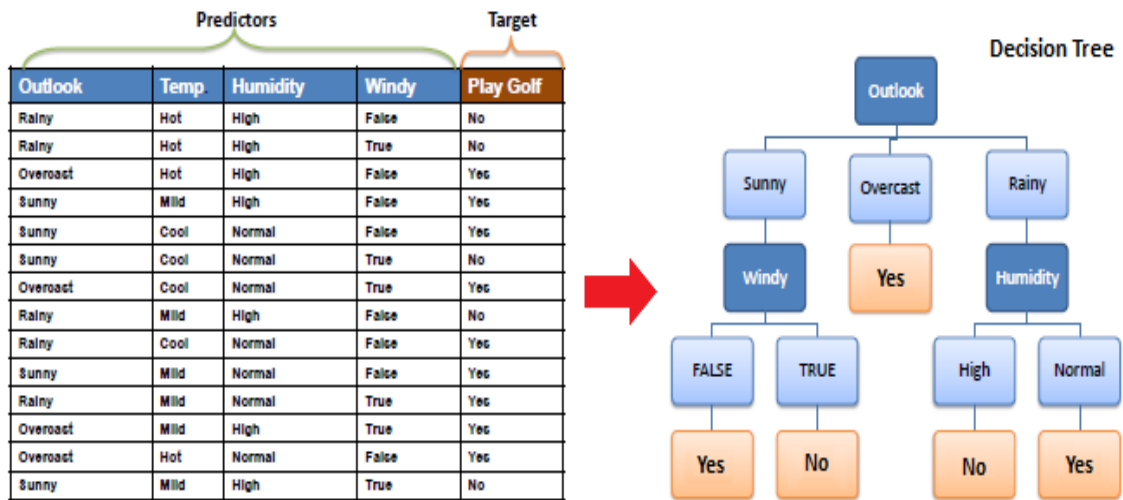 Predictors Target
Outlook Temp. Humidity Windy Play Golf
Rainy Hot High False No
Rainy Hot High True No
Overcast Hot High False Yes
Sunny Mild High False Yes
Sunny Cool Normal False Yes
Sunny Cool Normal True No
Overcast Cool Normal True Yes
Rainy Mild High False No
Rainy Cool Normal False Yes
Sunny Mild Normal False Yes
Rainy Mild Normal True Yes
Overcast Mild High True Yes
Overcast Hot Normal False Yes
Sunny Mild High True No
Decision Tree
Outlook
Sunny Overcast Rainy
Windy Yes Humidity
FALSE TRUE High Normal
Yes No No Yes